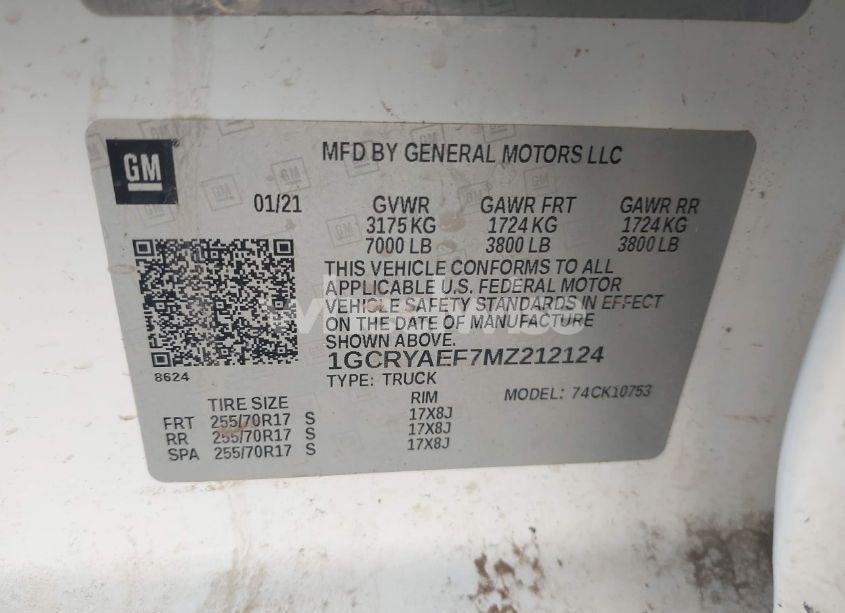 GM
MFD BY GENERAL MOTORS LLC
01/21 GVWR GAWR FRT GAWR RR
3175 KG 1724 KG 1724 KG
7000 LB 3800 LB 3800 LB
THIS VEHICLE CONFORMS TO ALL
APPLICABLE U.S. FEDERAL MOTOR
VEHICLE SAFETY STANDARDS IN EFFECT
ON THE DATE OF MANUFACTURE
SHOWN ABOVE.
1GCRYAEF7MZ212124
8624
TYPE: TRUCK MODEL: 74CK10753
TIRE SIZE RIM
FRT 255/70R17 S 17X8J
RR 255/70R17 S 17X8J
SPA 255/70R17 S 17X8J